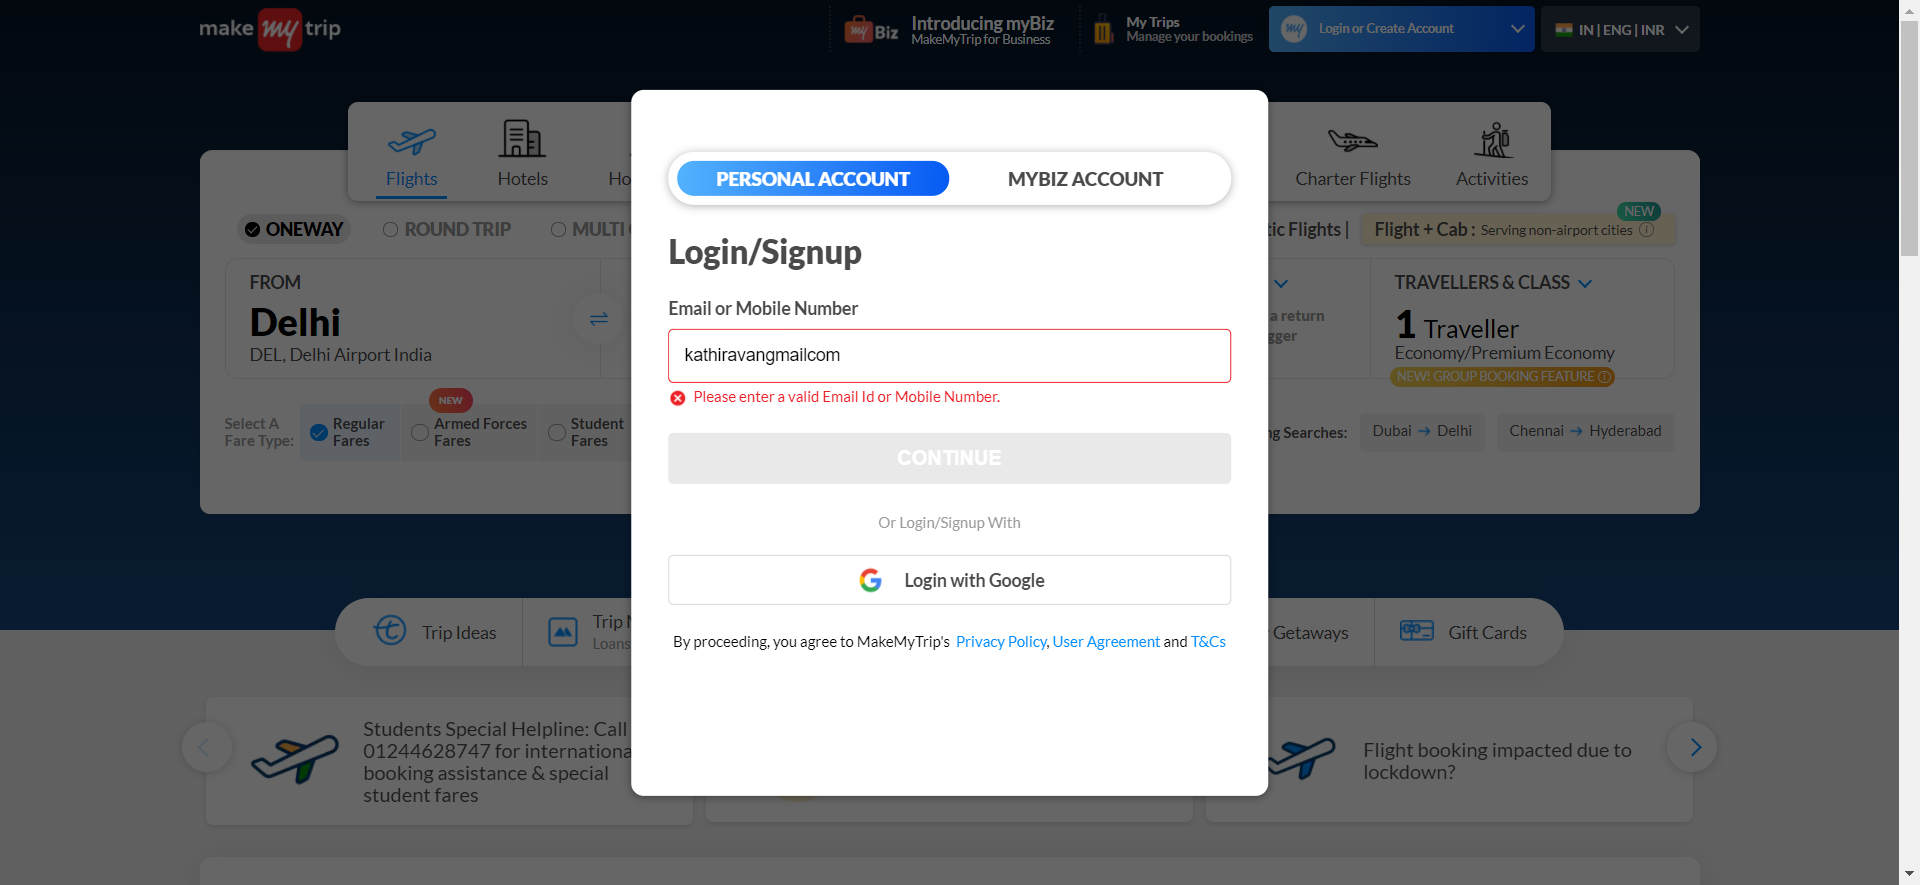 make my trip
my Biz
Introducing myBiz
MakeMyTrip for Business
My Trips
Manage your bookings
my Login or Create Account
IN | ENG | INR
Flights
Hotels
Ho
Charter Flights
Activities
PERSONAL ACCOUNT
MYBIZ ACCOUNT
ONEWAY
ROUND TRIP
MULTI
tic Flights |
NEW
Flight + Cab : Serving non-airport cities
Login/Signup
FROM
Delhi
DEL, Delhi Airport India
a return
gger
TRAVELLERS & CLASS
1 Traveller
Economy/Premium Economy
NEW! GROUP BOOKING FEATURE
Email or Mobile Number
kathiravangmailcom
Please enter a valid Email Id or Mobile Number.
Select A
Fare Type:
Regular
Fares
NEW
Armed Forces
Fares
Student
Fares
ng Searches:
Dubai → Delhi
Chennai → Hyderabad
CONTINUE
Or Login/Signup With
Login with Google
By proceeding, you agree to MakeMyTrip's Privacy Policy, User Agreement and T&Cs
Trip Ideas
Trip
Loans
Getaways
Gift Cards
Students Special Helpline: Call
01244628747 for internationa
booking assistance & special
student fares
Flight booking impacted due to
lockdown?